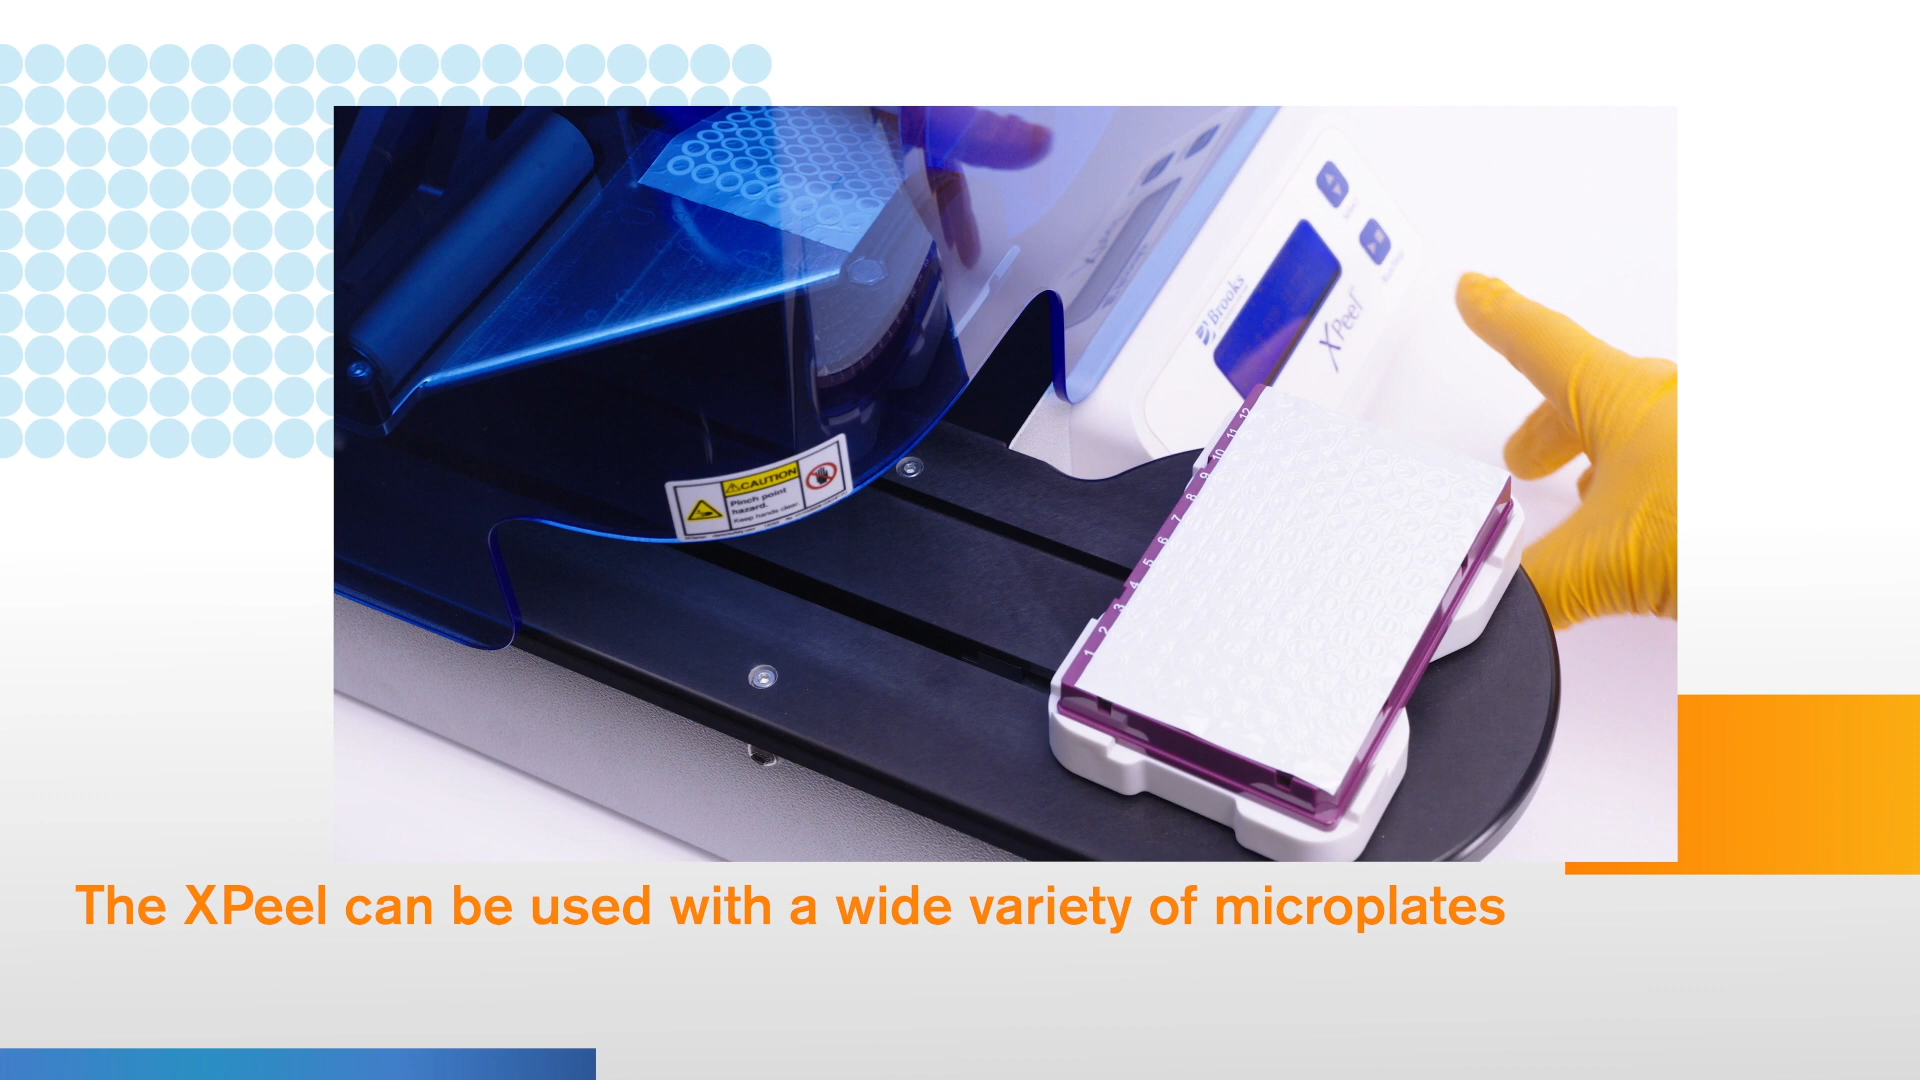 Brooks
XPeel
CAUTION
Pinch point
hazard.
Keep hands clear.
12
11
10
9
8
7
6
5
4
3
2
1
The XPeel can be used with a wide variety of microplates